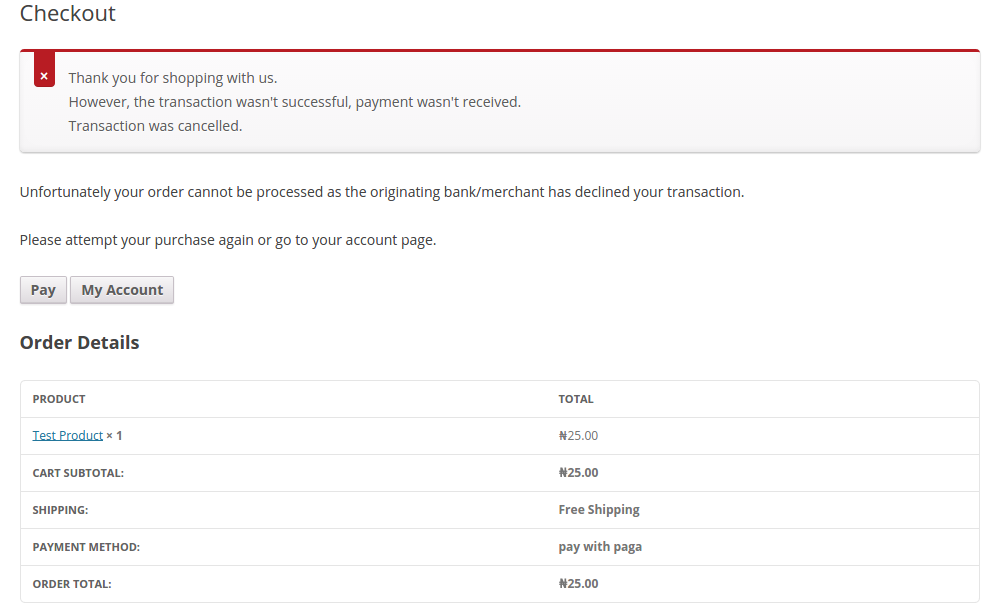 Checkout
×
Thank you for shopping with us.
However, the transaction wasn't successful, payment wasn't received.
Transaction was cancelled.
Unfortunately your order cannot be processed as the originating bank/merchant has declined your transaction.
Please attempt your purchase again or go to your account page.
Pay My Account
Order Details
PRODUCT TOTAL
Test Product × 1 ₦25.00
CART SUBTOTAL: ₦25.00
SHIPPING: Free Shipping
PAYMENT METHOD: pay with paga
ORDER TOTAL: ₦25.00